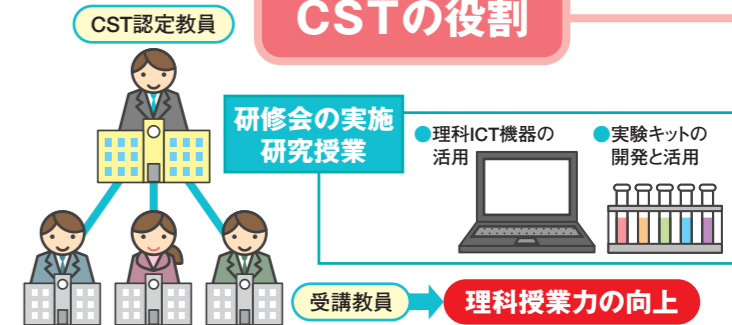 CSTの役割
CST認定教員
研修会の実施
研究授業
●理科ICT機器の
活用
●実験キットの
開発と活用
受講教員
理科授業力の向上